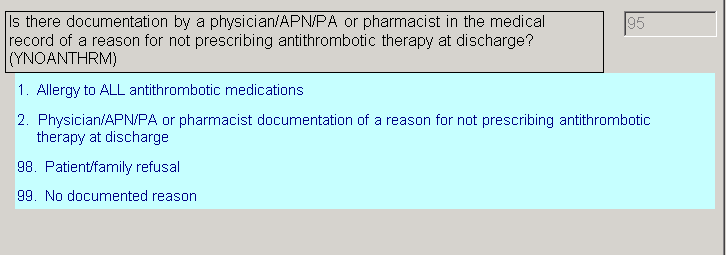 Is there documentation by a physician/APN/PA or pharmacist in the medical
record of a reason for not prescribing antithrombotic therapy at discharge?
(YNOANTHRM)
95
1. Allergy to ALL antithrombotic medications
2. Physician/APN/PA or pharmacist documentation of a reason for not prescribing antithrombotic
therapy at discharge
98. Patient/family refusal
99. No documented reason